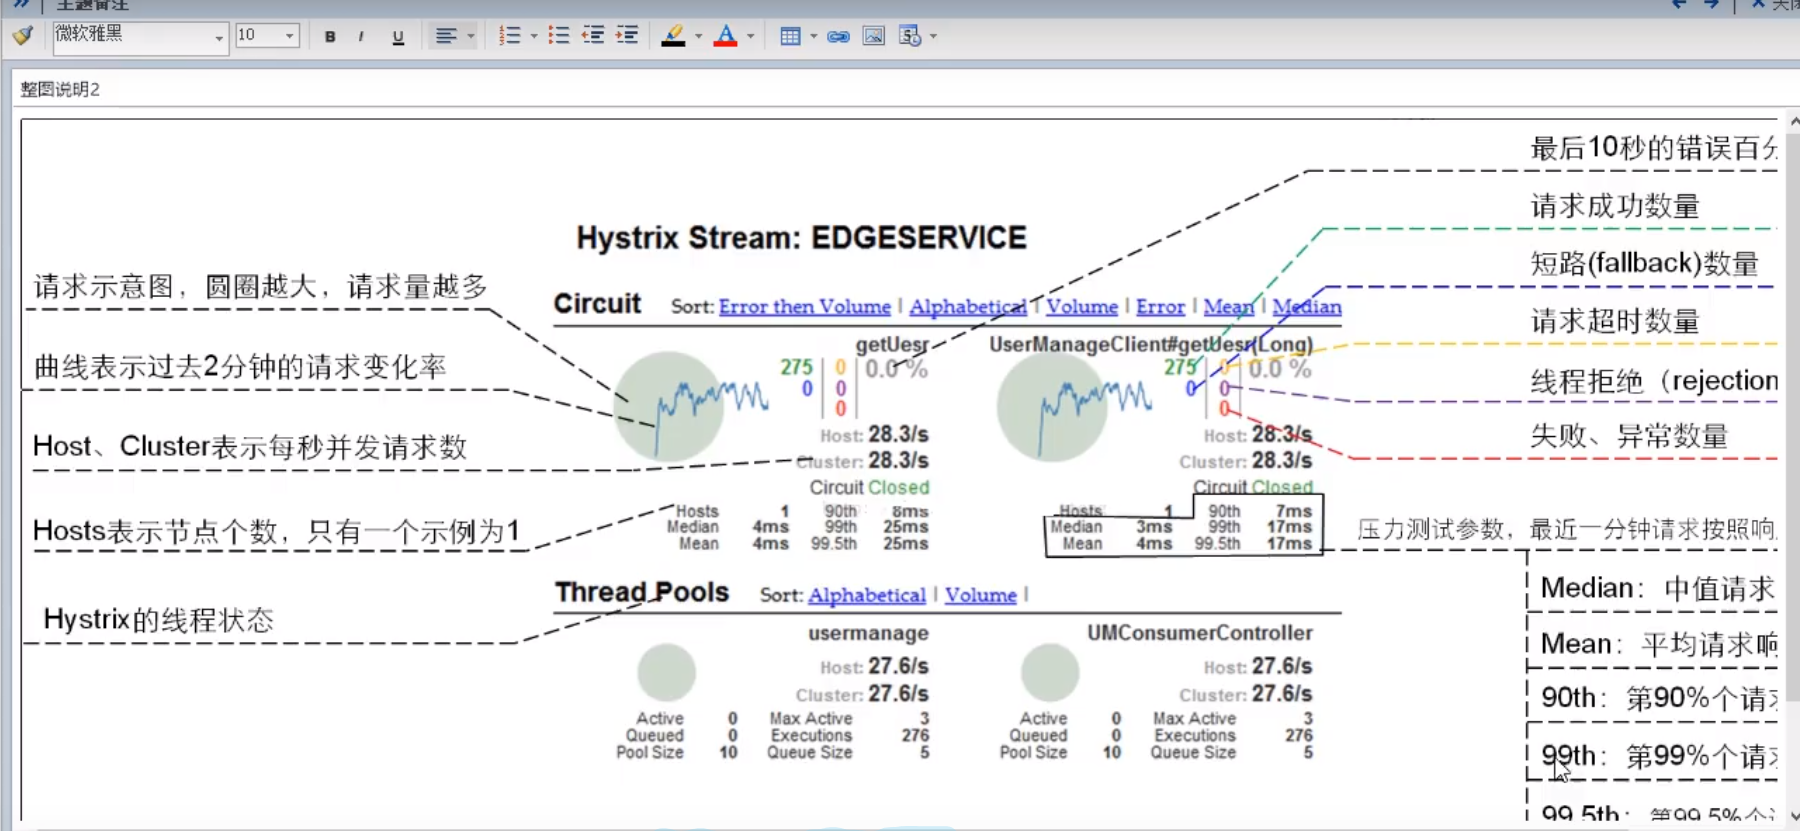 主题备注
关闭
微软雅黑
10
B I U A
整图说明2
最后10秒的错误百分
请求成功数量
Hystrix Stream: EDGESERVICE
短路(fallback)数量
请求示意图，圆圈越大，请求量越多
Circuit Sort: Error then Volume | Alphabetical | Volume | Error | Mean | Median
请求超时数量
getUesr UserManageClient#getUesr(Long)
曲线表示过去2分钟的请求变化率
275 0 0.0 % 275 0 0.0 %
0 0 0 0
0 0
线程拒绝（rejection
Host、Cluster表示每秒并发请求数
Host: 28.3/s Host: 28.3/s
失败、异常数量
Cluster: 28.3/s Cluster: 28.3/s
Circuit Closed Circuit Closed
Hosts表示节点个数，只有一个示例为1
Hosts 1 90th 8ms Hosts 1 90th 7ms
Median 4ms 99th 25ms Median 3ms 99th 17ms
Mean 4ms 99.5th 25ms Mean 4ms 99.5th 17ms
压力测试参数，最近一分钟请求按照响
Thread Pools Sort: Alphabetical | Volume |
Median：中值请求
Hystrix的线程状态
usermanage UMConsumerController
Mean：平均请求响
Host: 27.6/s Host: 27.6/s
Cluster: 27.6/s Cluster: 27.6/s
90th：第90%个请求
Active 0 Max Active 3 Active 0 Max Active 3
Queued 0 Executions 276 Queued 0 Executions 276
Pool Size 10 Queue Size 5 Pool Size 10 Queue Size 5
99th：第99%个请求
99.5th：第99.5%个